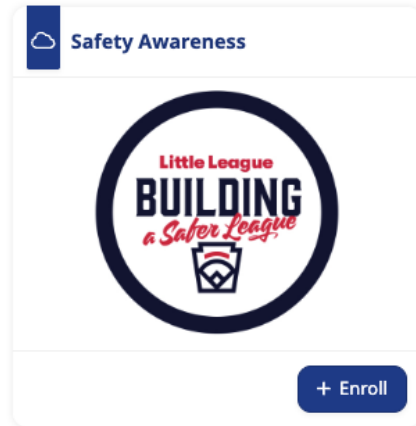 Safety Awareness
Little League
BUILDING
a Safer League
+ Enroll